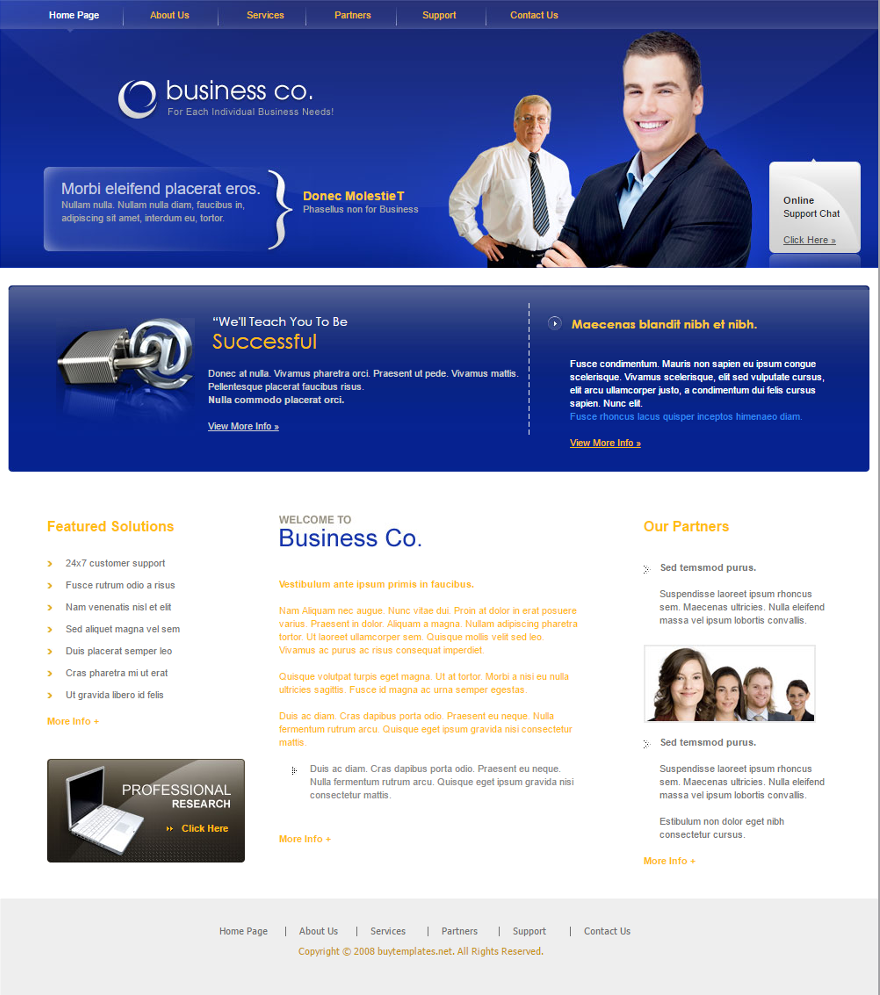 Home Page
About Us
Services
Partners
Support
Contact Us
business co.
For Each Individual Business Needs!
Morbi eleifend placerat eros.
Nullam nulla. Nullam nulla diam, faucibus in,
adipiscing sit amet, interdum eu, tortor.
Donec MolestieT
Phasellus non for Business
Online
Support Chat
Click Here »
“We'll Teach You To Be
Successful
Donec at nulla. Vivamus pharetra orci. Praesent ut pede. Vivamus mattis.
Pellentesque placerat faucibus risus.
Nulla commodo placerat orci.
View More Info »
Maecenas blandit nibh et nibh.
Fusce condimentum. Mauris non sapien eu ipsum congue
scelerisque. Vivamus scelerisque, elit sed vulputate cursus,
elit arcu ullamcorper justo, a condimentum dui felis cursus
sapien. Nunc elit.
Fusce rhoncus lacus quisper inceptos himenaeo diam.
View More Info »
Featured Solutions
24x7 customer support
Fusce rutrum odio a risus
Nam venenatis nisl et elit
Sed aliquet magna vel sem
Duis placerat semper leo
Cras pharetra mi ut erat
Ut gravida libero id felis
More Info +
PROFESSIONAL
RESEARCH
Click Here
WELCOME TO
Business Co.
Vestibulum ante ipsum primis in faucibus.
Nam Aliquam nec augue. Nunc vitae dui. Proin at dolor in erat posuere
varius. Praesent in dolor. Aliquam a magna. Nullam adipiscing pharetra
tortor. Ut laoreet ullamcorper sem. Quisque mollis velit sed leo.
Vivamus ac purus ac risus consequat imperdiet.
Quisque volutpat turpis eget magna. Ut at tortor. Morbi a nisi eu nulla
ultricies sagittis. Fusce id magna ac urna semper egestas.
Duis ac diam. Cras dapibus porta odio. Praesent eu neque. Nulla
fermentum rutrum arcu. Quisque eget ipsum gravida nisi consectetur
mattis.
Duis ac diam. Cras dapibus porta odio. Praesent eu neque.
Nulla fermentum rutrum arcu. Quisque eget ipsum gravida nisi
consectetur mattis.
More Info +
Our Partners
Sed temsmod purus.
Suspendisse laoreet ipsum rhoncus
sem. Maecenas ultricies. Nulla eleifend
massa vel ipsum lobortis convallis.
Sed temsmod purus.
Suspendisse laoreet ipsum rhoncus
sem. Maecenas ultricies. Nulla eleifend
massa vel ipsum lobortis convallis.
Estibulum non dolor eget nibh
consectetur cursus.
More Info +
Home Page | About Us | Services | Partners | Support | Contact Us
Copyright © 2008 buytemplates.net. All Rights Reserved.